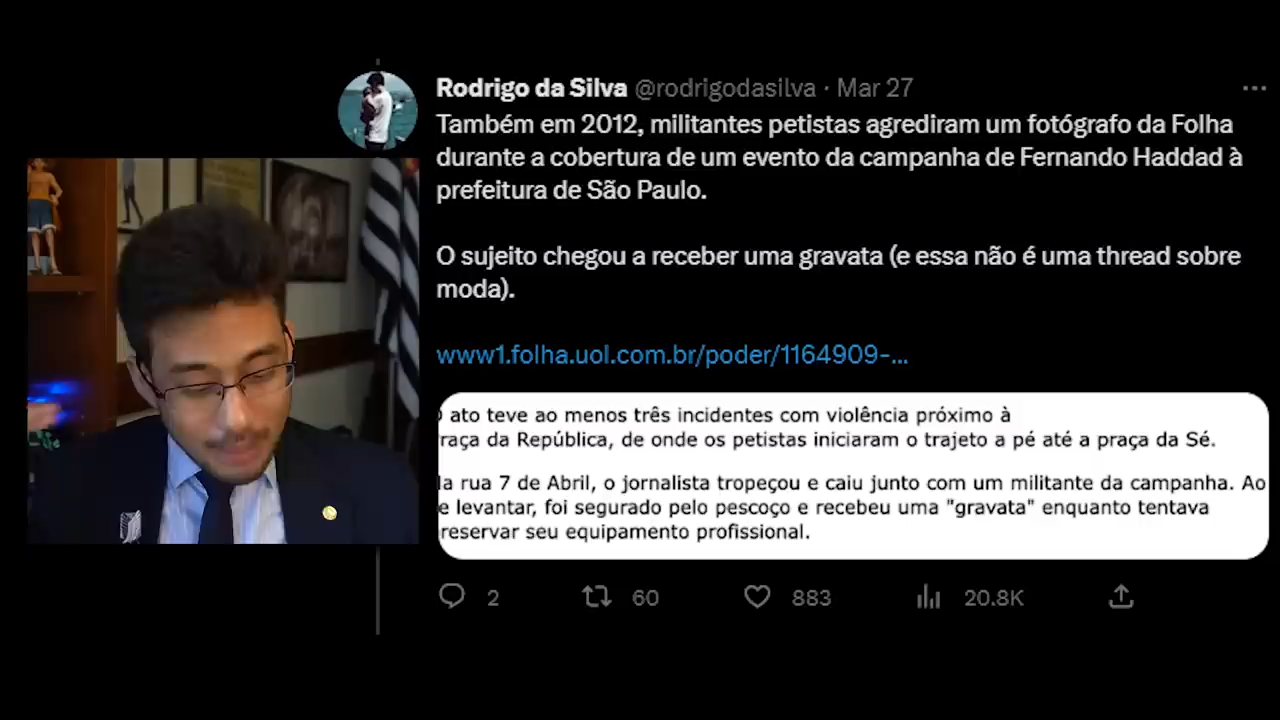 Rodrigo da Silva @rodrigodasilva · Mar 27
Também em 2012, militantes petistas agrediram um fotógrafo da Folha
durante a cobertura de um evento da campanha de Fernando Haddad à
prefeitura de São Paulo.
O sujeito chegou a receber uma gravata (e essa não é uma thread sobre
moda).
www1.folha.uol.com.br/poder/1164909-...
ato teve ao menos três incidentes com violência próximo à
raça da República, de onde os petistas iniciaram o trajeto a pé até a praça da Sé.
a rua 7 de Abril, o jornalista tropeçou e caiu junto com um militante da campanha. Ao
e levantar, foi segurado pelo pescoço e recebeu uma "gravata" enquanto tentava
reservar seu equipamento profissional.
2 60 883 20.8K